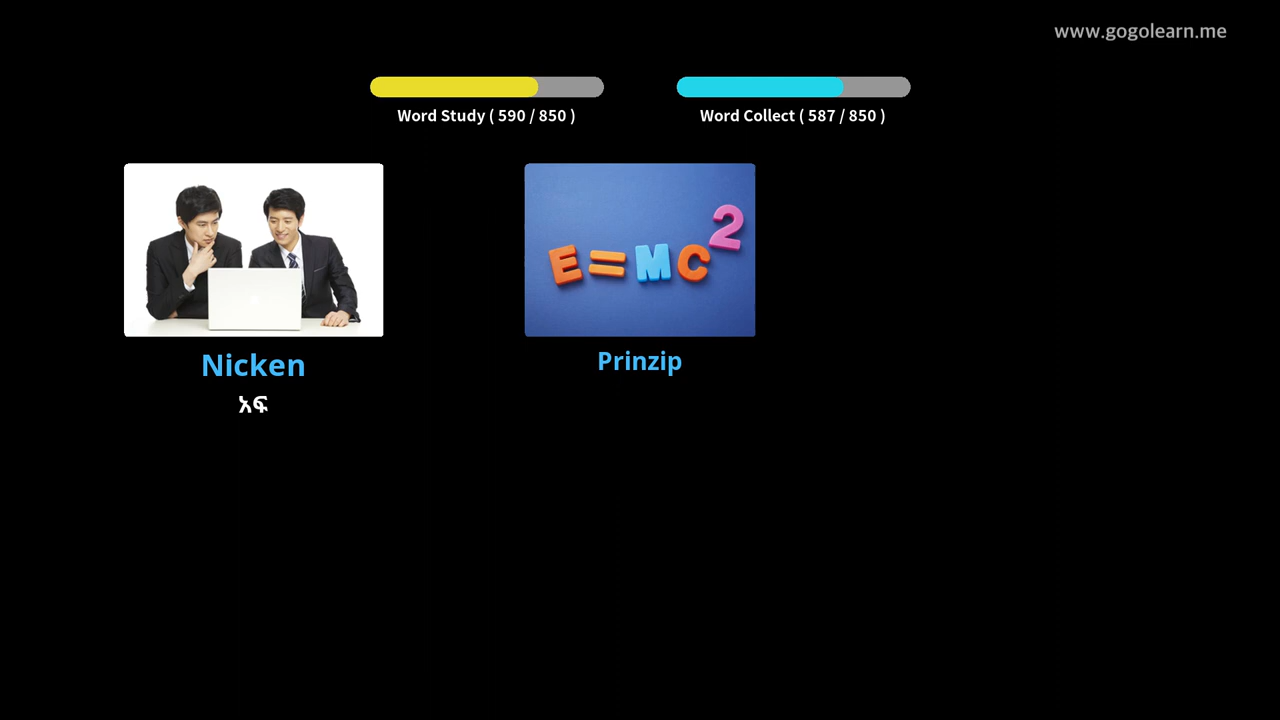 www.gogolearn.me
Word Study ( 590 / 850 )
Word Collect ( 587 / 850 )
E=MC2
Nicken
አፍ
Prinzip